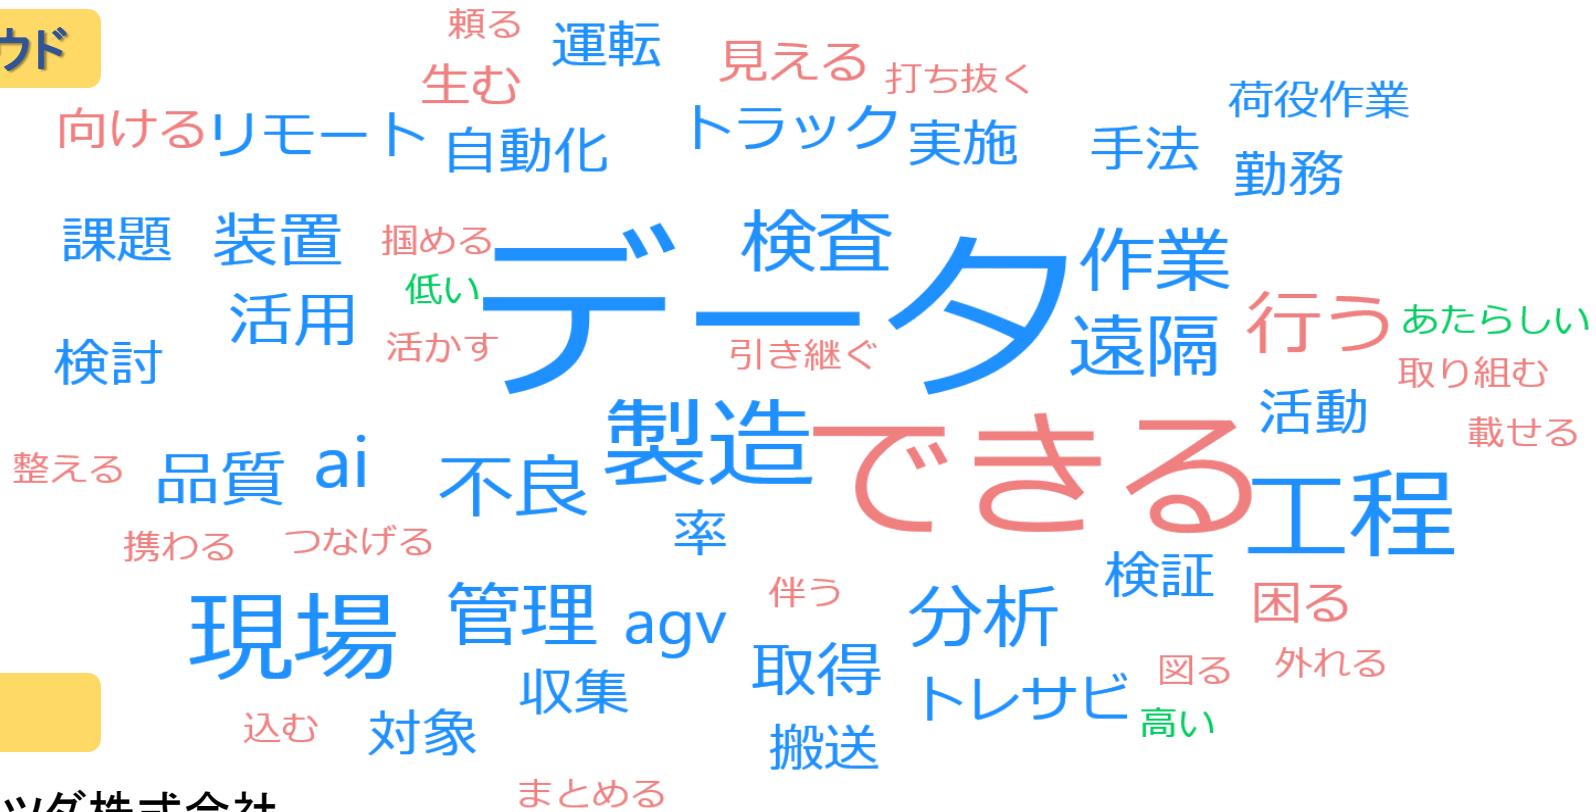 ウド
頼る
運転
生む
見える
打ち抜く
荷役作業
向ける
リモート
自動化
トラック
実施
手法
勤務
課題
装置
掴める
検査
データ
作業
低い
活用
遠隔
行う
あたらしい
検討
活かす
引き継ぐ
取り組む
製造
できる
活動
載せる
整える
品質
ai
不良
工程
率
携わる
つなげる
検証
現場
管理
agv
伴う
分析
困る
取得
図る
外れる
収集
トレサビ
高い
込む
対象
搬送
まとめる
ツダ株式会社